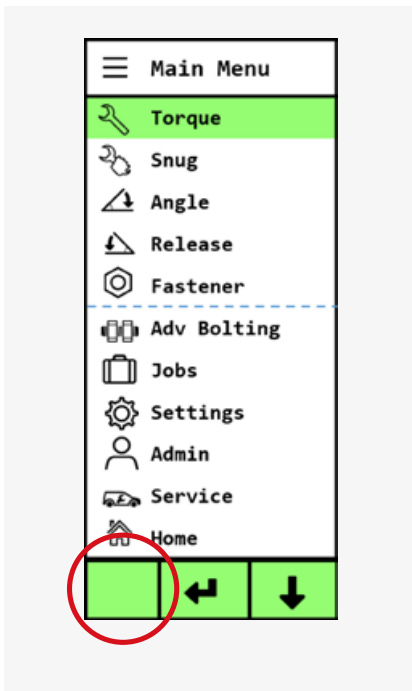 Main Menu
Torque
Snug
Angle
Release
Fastener
Adv Bolting
Jobs
Settings
Admin
Service
Home